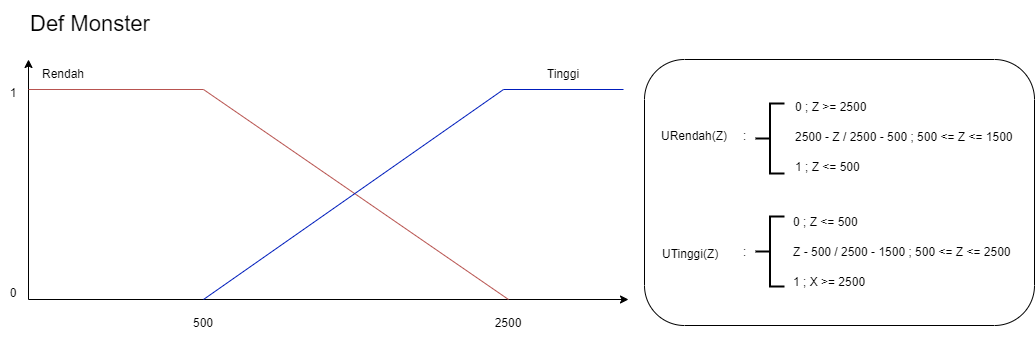 Def Monster
Rendah
Tinggi
1
0
500
2500
URendah(Z) :
0 ; Z >= 2500
2500 - Z / 2500 - 500 ; 500 <= Z <= 1500
1 ; Z <= 500
UTinggi(Z) :
0 ; Z <= 500
Z - 500 / 2500 - 1500 ; 500 <= Z <= 2500
1 ; X >= 2500